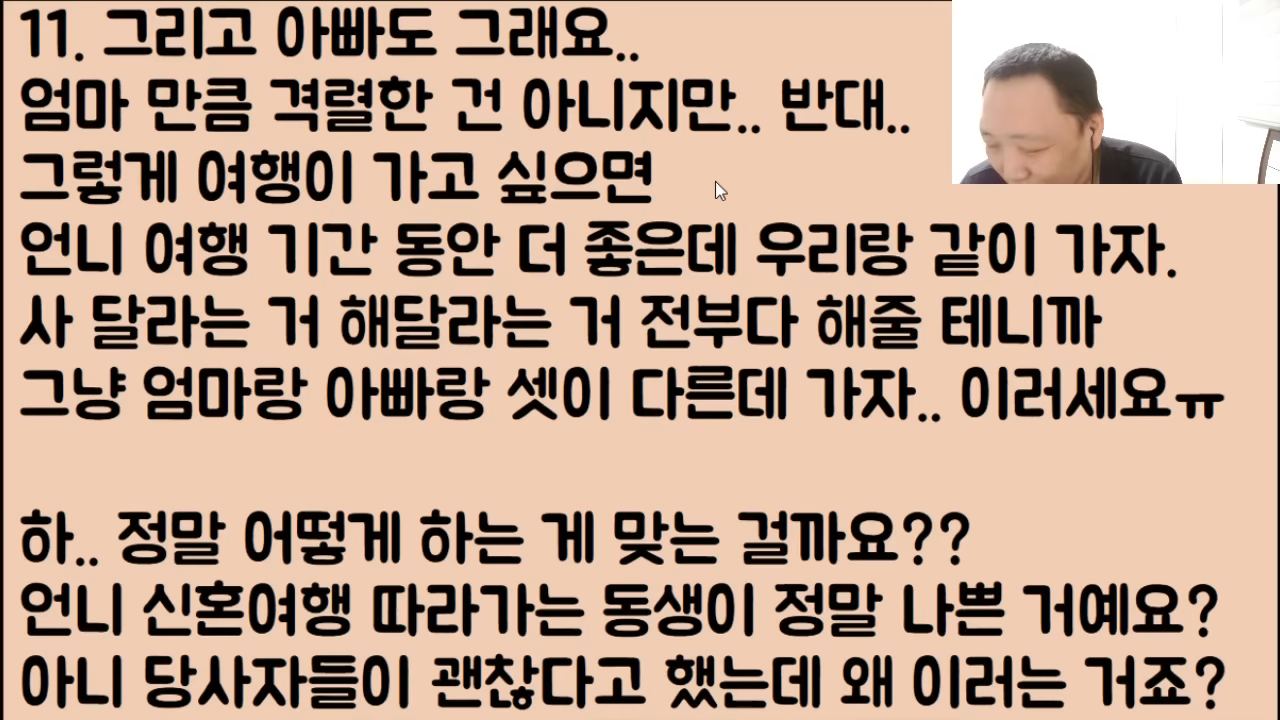 11. 그리고 아빠도 그래요..
엄마 만큼 격렬한 건 아니지만.. 반대..
그렇게 여행이 가고 싶으면
언니 여행 기간 동안 더 좋은데 우리랑 같이 가자.
사 달라는 거 해달라는 거 전부다 해줄 테니까
그냥 엄마랑 아빠랑 셋이 다른데 가자.. 이러세요ㅠ
하.. 정말 어떻게 하는 게 맞는 걸까요??
언니 신혼여행 따라가는 동생이 정말 나쁜 거예요?
아니 당사자들이 괜찮다고 했는데 왜 이러는 거죠?